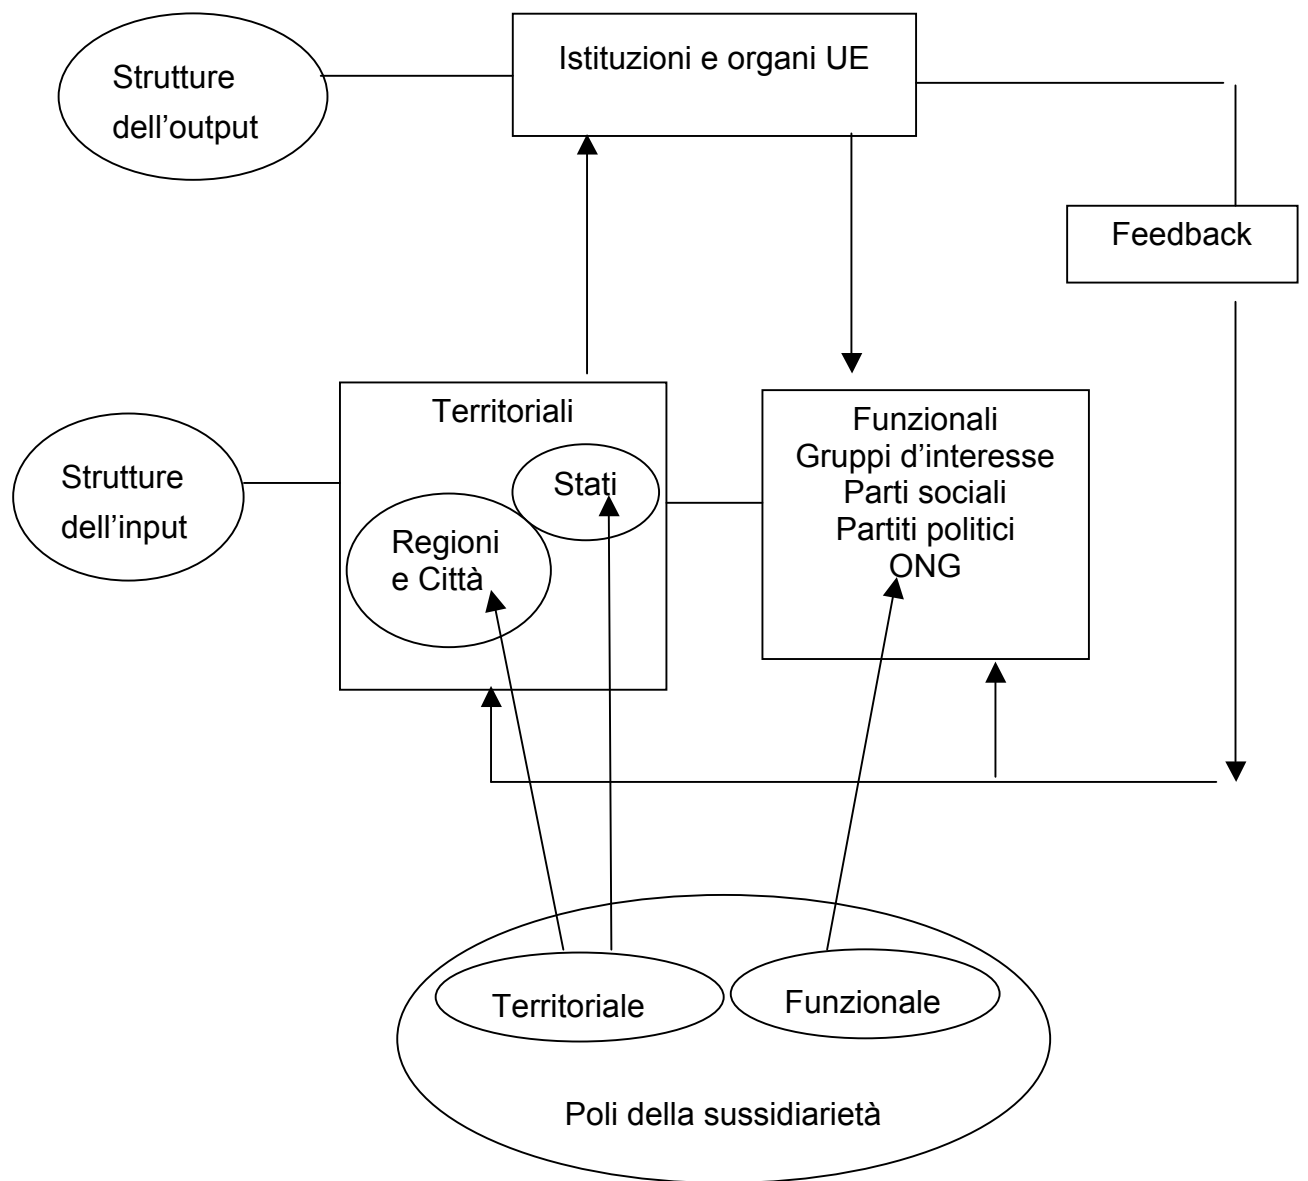 Strutture
dell’output
Istituzioni e organi UE
Feedback
Strutture
dell’input
Territoriali
Stati
Regioni
e Città
Funzionali
Gruppi d’interesse
Parti sociali
Partiti politici
ONG
Territoriale
Funzionale
Poli della sussidiarietà